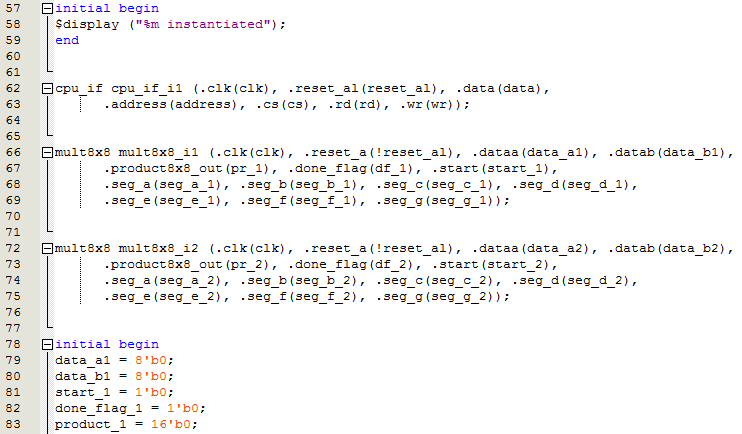 57 initial begin
58 $display ("%m instantiated");
59 end
60
61
62 cpu_if cpu_if_i1 (.clk(clk), .reset_al(reset_al), .data(data),
63 .address(address), .cs(cs), .rd(rd), .wr(wr));
64
65
66 mult8x8 mult8x8_i1 (.clk(clk), .reset_a(!reset_al), .dataa(data_a1), .datab(data_b1),
67 .product8x8_out(pr_1), .done_flag(df_1), .start(start_1),
68 .seg_a(seg_a_1), .seg_b(seg_b_1), .seg_c(seg_c_1), .seg_d(seg_d_1),
69 .seg_e(seg_e_1), .seg_f(seg_f_1), .seg_g(seg_g_1));
70
71
72 mult8x8 mult8x8_i2 (.clk(clk), .reset_a(!reset_al), .dataa(data_a2), .datab(data_b2),
73 .product8x8_out(pr_2), .done_flag(df_2), .start(start_2),
74 .seg_a(seg_a_2), .seg_b(seg_b_2), .seg_c(seg_c_2), .seg_d(seg_d_2),
75 .seg_e(seg_e_2), .seg_f(seg_f_2), .seg_g(seg_g_2));
76
77
78 initial begin
79 data_a1 = 8'b0;
80 data_b1 = 8'b0;
81 start_1 = 1'b0;
82 done_flag_1 = 1'b0;
83 product_1 = 16'b0;